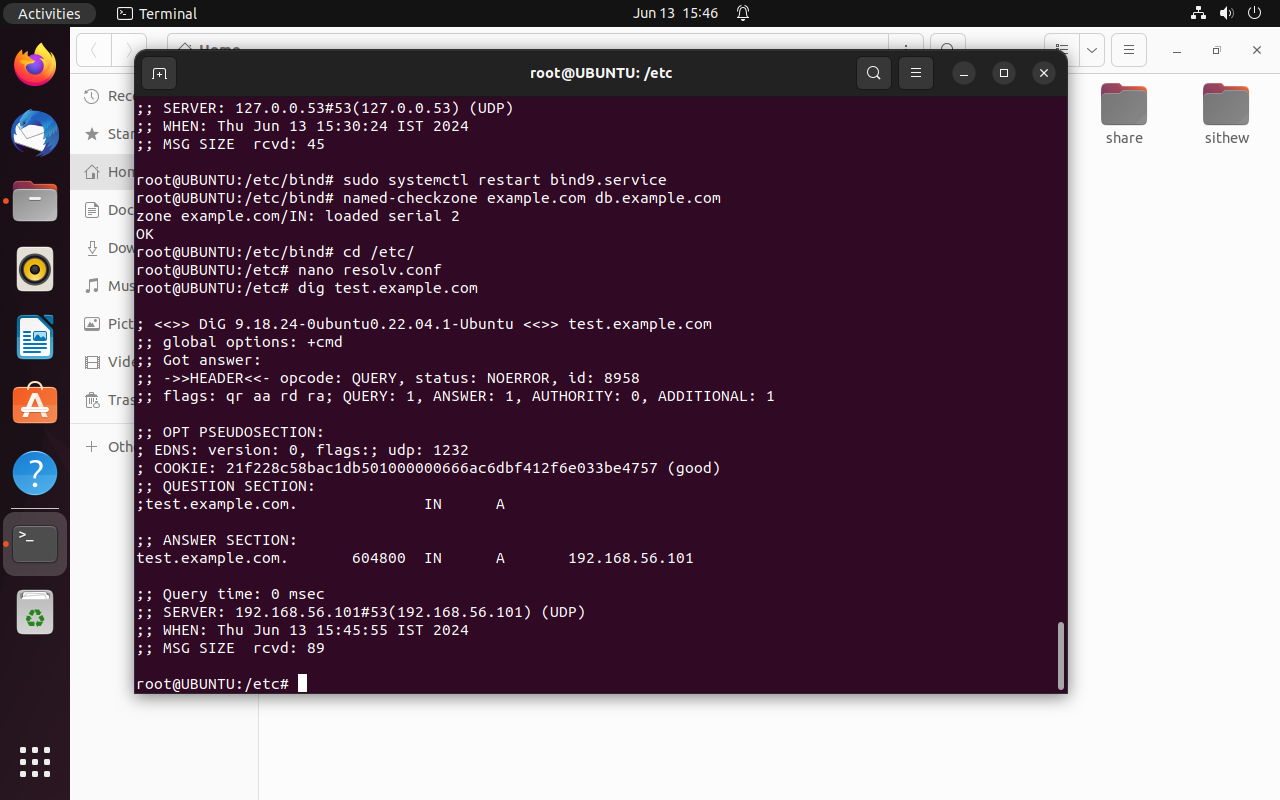 Activities
Terminal
Jun 13 15:46
Home
share
sithew
Rece
Star
Hom
Doc
Dow
Mus
Pict
Vide
Tras
Oth
root@UBUNTU: /etc
;; SERVER: 127.0.0.53#53(127.0.0.53) (UDP)
;; WHEN: Thu Jun 13 15:30:24 IST 2024
;; MSG SIZE  rcvd: 45
root@UBUNTU:/etc/bind# sudo systemctl restart bind9.service
root@UBUNTU:/etc/bind# named-checkzone example.com db.example.com
zone example.com/IN: loaded serial 2
OK
root@UBUNTU:/etc/bind# cd /etc/
root@UBUNTU:/etc# nano resolv.conf
root@UBUNTU:/etc# dig test.example.com
; <<>> DiG 9.18.24-0ubuntu0.22.04.1-Ubuntu <<>> test.example.com
;; global options: +cmd
;; Got answer:
;; ->>HEADER<<- opcode: QUERY, status: NOERROR, id: 8958
;; flags: qr aa rd ra; QUERY: 1, ANSWER: 1, AUTHORITY: 0, ADDITIONAL: 1
;; OPT PSEUDOSECTION:
; EDNS: version: 0, flags:; udp: 1232
; COOKIE: 21f228c58bac1db501000000666ac6dbf412f6e033be4757 (good)
;; QUESTION SECTION:
;test.example.com.              IN      A
;; ANSWER SECTION:
test.example.com.       604800  IN      A       192.168.56.101
;; Query time: 0 msec
;; SERVER: 192.168.56.101#53(192.168.56.101) (UDP)
;; WHEN: Thu Jun 13 15:45:55 IST 2024
;; MSG SIZE  rcvd: 89
root@UBUNTU:/etc#